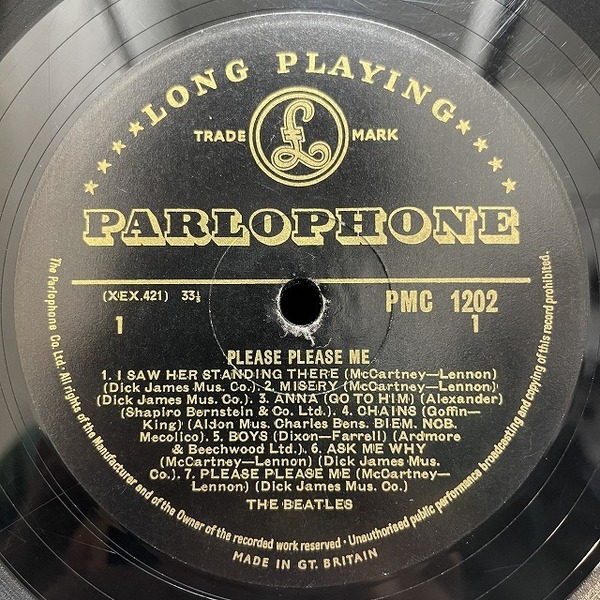 LONG PLAYING
TRADE £ MARK
PARLOPHONE
(XEX.421) 33⅓
PMC 1202
1
1
PLEASE PLEASE ME
1. I SAW HER STANDING THERE (McCartney—Lennon)
(Dick James Mus. Co.). 2. MISERY (McCartney—Lennon)
(Dick James Mus. Co.). 3. ANNA (GO TO HIM) (Alexander)
(Shapiro Bernstein & Co. Ltd.). 4. CHAINS (Goffin—
King) (Aldon Mus. Charles Bens. BIEM. NCB.
Mecolico). 5. BOYS (Dixon—Farrell) (Ardmore
& Beechwood Ltd.). 6. ASK ME WHY
(McCartney—Lennon) (Dick James Mus.
Co.). 7. PLEASE PLEASE ME (McCartney—
Lennon) (Dick James Mus. Co.)
THE BEATLES
The Parlophone Co. Ltd. All rights of the Manufacturer and of the Owner of the recorded work reserved · Unauthorised public performance broadcasting and copying of this record prohibited.
MADE IN GT. BRITAIN